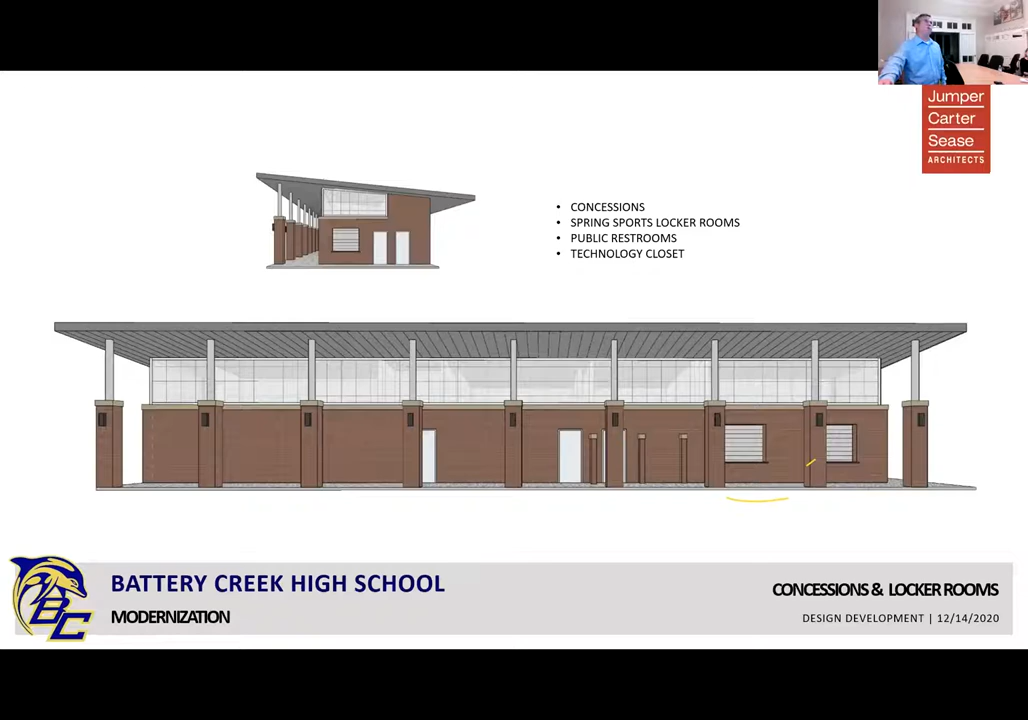 Jumper
Carter
Sease
ARCHITECTS
• CONCESSIONS
• SPRING SPORTS LOCKER ROOMS
• PUBLIC RESTROOMS
• TECHNOLOGY CLOSET
BC
BATTERY CREEK HIGH SCHOOL
MODERNIZATION
CONCESSIONS & LOCKER ROOMS
DESIGN DEVELOPMENT | 12/14/2020